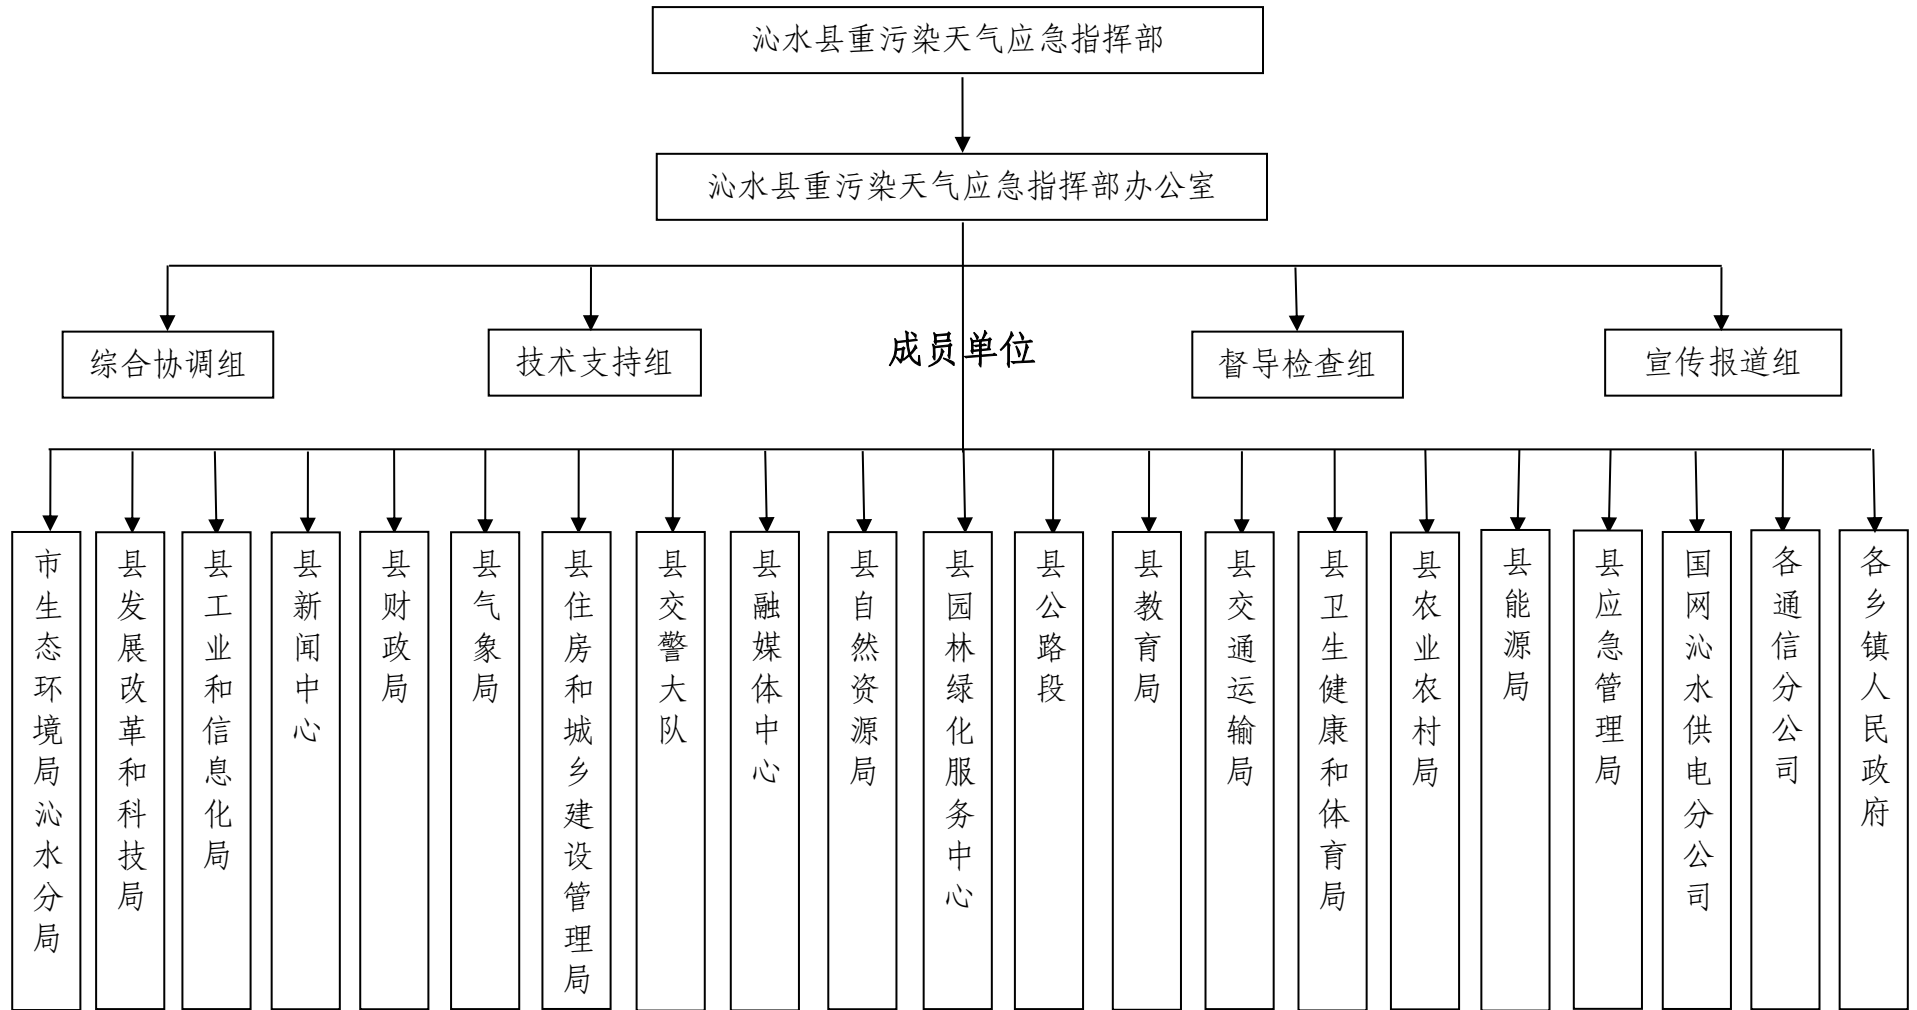 沁水县重污染天气应急指挥部
沁水县重污染天气应急指挥部办公室
综合协调组
技术支持组
成员单位
督导检查组
宣传报道组
市生态环境局沁水分局
县发展改革和科技局
县工业和信息化局
县新闻中心
县财政局
县气象局
县住房和城乡建设管理局
县交警大队
县融媒体中心
县自然资源局
县园林绿化服务中心
县公路段
县教育局
县交通运输局
县卫生健康和体育局
县农业农村局
县能源局
县应急管理局
国网沁水供电分公司
各通信分公司
各乡镇人民政府